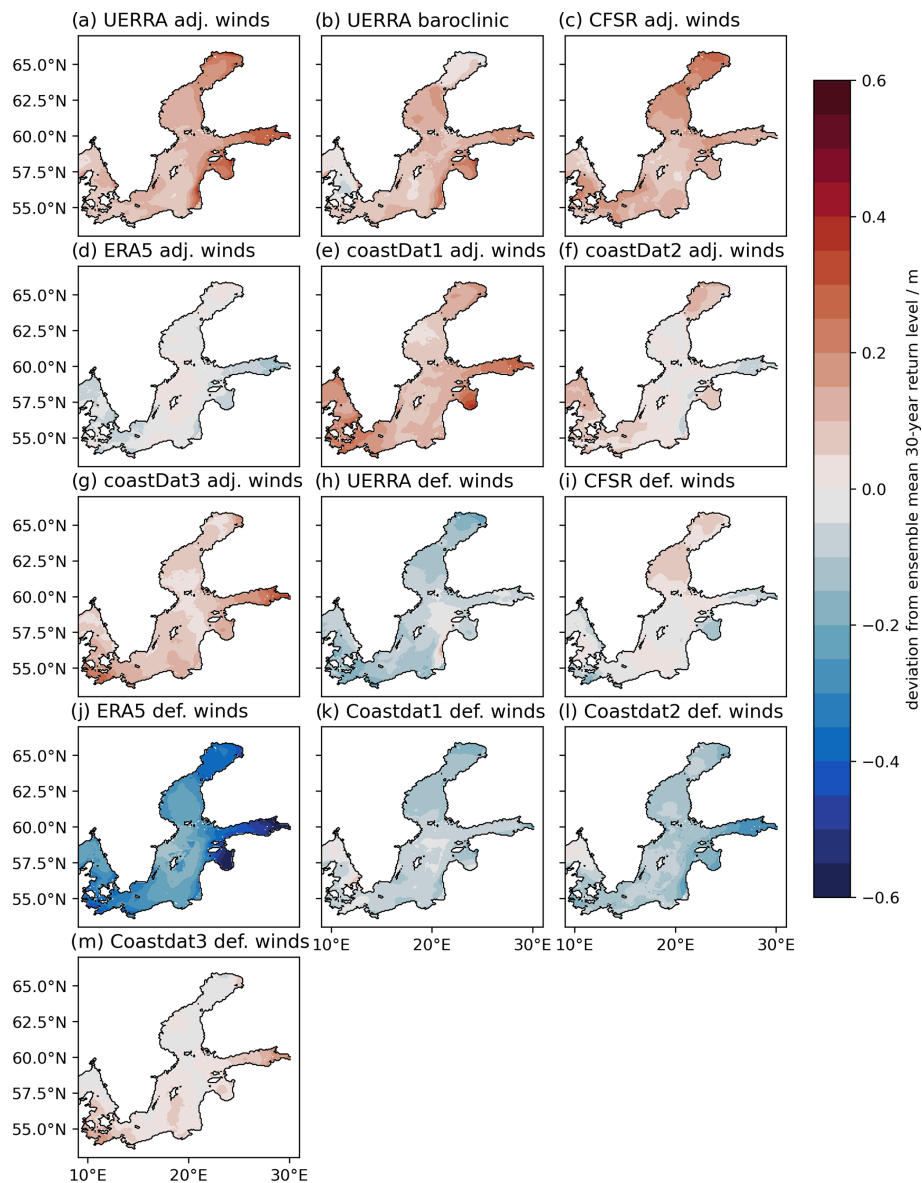 (a) UERRA adj. winds
(b) UERRA baroclinic
(c) CFSR adj. winds
65.0°N
62.5°N
60.0°N
57.5°N
55.0°N
(d) ERA5 adj. winds
(e) coastDat1 adj. winds
(f) coastDat2 adj. winds
65.0°N
62.5°N
60.0°N
57.5°N
55.0°N
(g) coastDat3 adj. winds
(h) UERRA def. winds
(i) CFSR def. winds
65.0°N
62.5°N
60.0°N
57.5°N
55.0°N
(j) ERA5 def. winds
(k) Coastdat1 def. winds
(l) Coastdat2 def. winds
65.0°N
62.5°N
60.0°N
57.5°N
55.0°N
10°E 20°E 30°E
10°E 20°E 30°E
(m) Coastdat3 def. winds
65.0°N
62.5°N
60.0°N
57.5°N
55.0°N
10°E 20°E 30°E
0.6
0.4
0.2
0.0
−0.2
−0.4
−0.6
deviation from ensemble mean 30-year return level / m